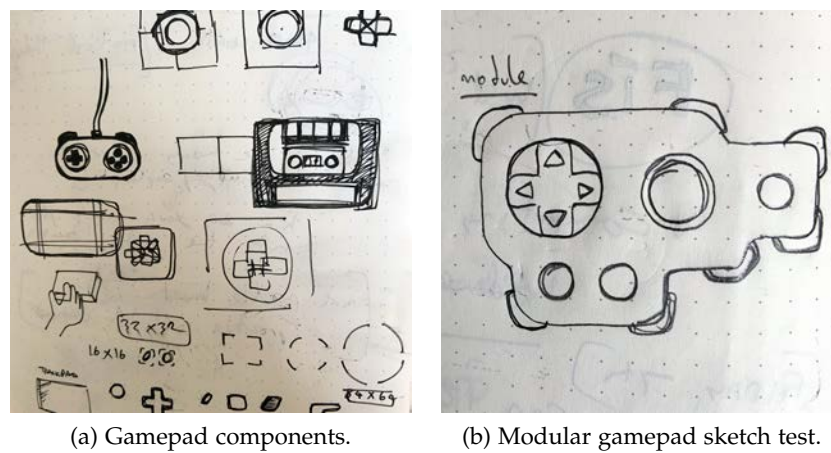 module
32 x 32
16 x 16
64 x 64
(a) Gamepad components.
(b) Modular gamepad sketch test.